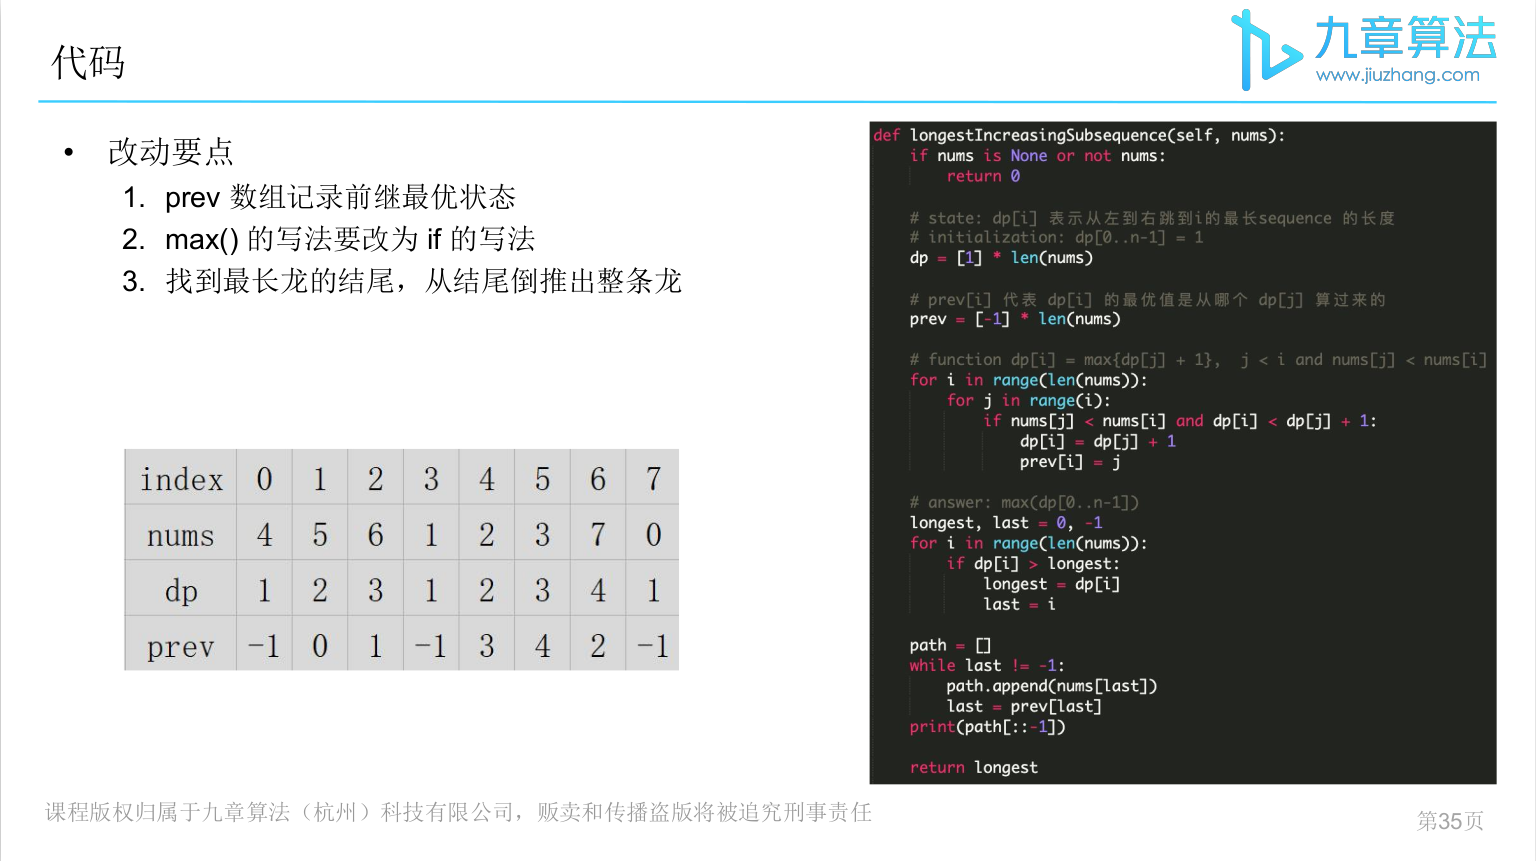 代码
九章算法
www.jiuzhang.com
• 改动要点
1. prev 数组记录前继最优状态
2. max() 的写法要改为 if 的写法
3. 找到最长龙的结尾，从结尾倒推出整条龙
index 0 1 2 3 4 5 6 7
nums 4 5 6 1 2 3 7 0
dp 1 2 3 1 2 3 4 1
prev -1 0 1 -1 3 4 2 -1
def longestIncreasingSubsequence(self, nums):
    if nums is None or not nums:
        return 0
    # state: dp[i] 表示从左到右跳到i的最长sequence 的长度
    # initialization: dp[0..n-1] = 1
    dp = [1] * len(nums)
    # prev[i] 代表 dp[i] 的最优值是从哪个 dp[j] 算过来的
    prev = [-1] * len(nums)
    # function dp[i] = max{dp[j] + 1},  j < i and nums[j] < nums[i]
    for i in range(len(nums)):
        for j in range(i):
            if nums[j] < nums[i] and dp[i] < dp[j] + 1:
                dp[i] = dp[j] + 1
                prev[i] = j
    # answer: max(dp[0..n-1])
    longest, last = 0, -1
    for i in range(len(nums)):
        if dp[i] > longest:
            longest = dp[i]
            last = i
    path = []
    while last != -1:
        path.append(nums[last])
        last = prev[last]
    print(path[::-1])
    return longest
课程版权归属于九章算法（杭州）科技有限公司，贩卖和传播盗版将被追究刑事责任
第35页